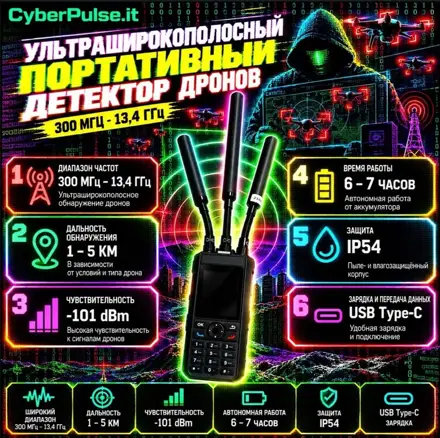 CyberPulse.it
УЛЬТРАШИРОКОПОЛОСНЫЙ
ПОРТАТИВНЫЙ
ДЕТЕКТОР ДРОНОВ
300 МГЦ - 13,4 ГГЦ
1
ДИАПАЗОН ЧАСТОТ
300 МГЦ – 13,4 ГГц
Ультраширокополосное
обнаружение дронов
2
ДАЛЬНОСТЬ
ОБНАРУЖЕНИЯ
1 – 5 КМ
В зависимости
от условий и типа дрона
3
ЧУВСТВИТЕЛЬНОСТЬ
-101 dBm
Высокая чувствительность
к сигналам дронов
4
ВРЕМЯ РАБОТЫ
6 – 7 ЧАСОВ
Автономная работа
от аккумулятора
5
ЗАЩИТА
IP54
Пыле- и влагозащищённый
корпус
6
ЗАРЯДКА И ПЕРЕДАЧА ДАННЫХ
USB Type-C
Удобная зарядка
и подключение
OK
ШИРОКИЙ
ДИАПАЗОН
300 МГЦ – 13,4 ГГц
ДАЛЬНОСТЬ
1 – 5 КМ
ЧУВСТВИТЕЛЬНОСТЬ
-101 dBm
АВТОНОМНАЯ РАБОТА
6 – 7 ЧАСОВ
ЗАЩИТА
IP54
USB Type-C
ЗАРЯДКА